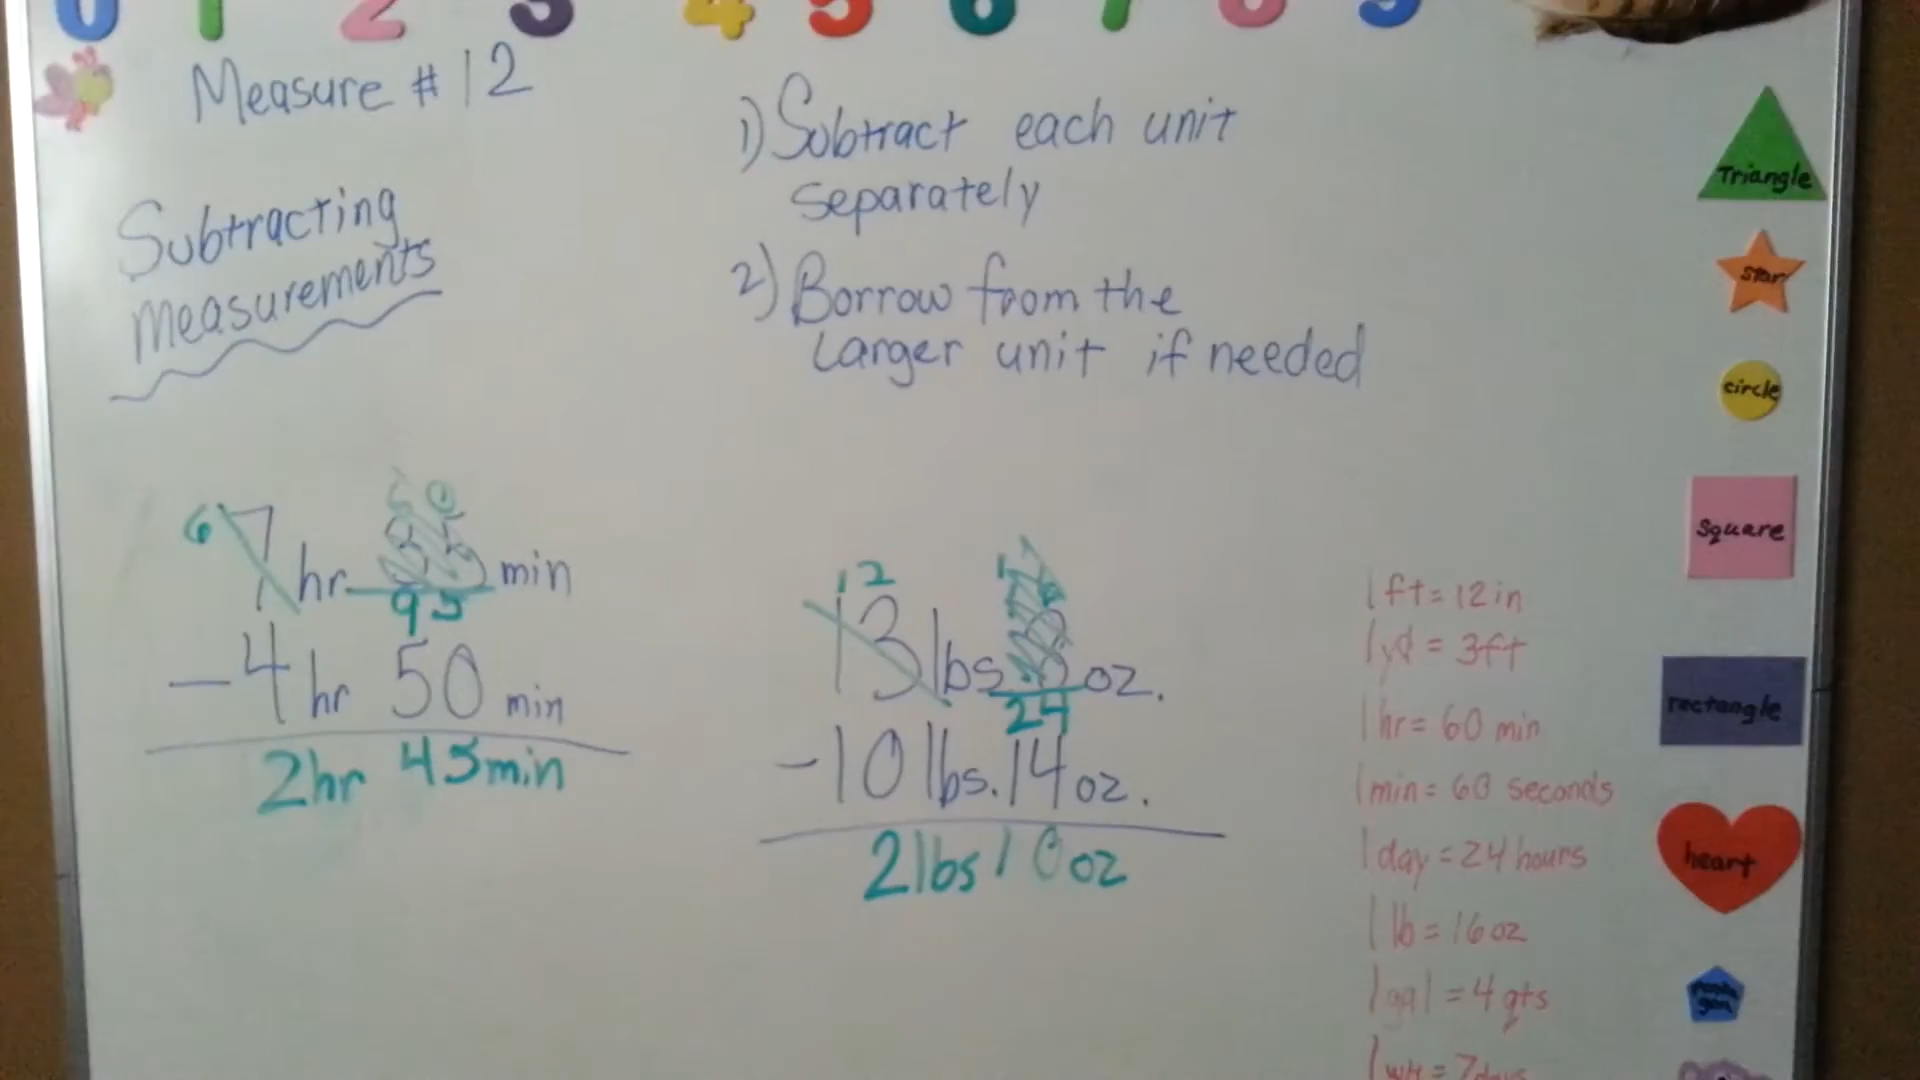 0 1 2 3 4 5 6 7 8 9
Measure #12
Subtracting
measurements
1) Subtract each unit
separately
2) Borrow from the
Larger unit if needed
6
7 hr 35 min
95
-4 hr 50 min
2hr 45min
12
13 lbs 8 oz.
24
-10 lbs. 14 oz.
2 lbs 10 oz
1 ft = 12 in
1 yd = 3ft
1 hr = 60 min
1 min = 60 seconds
1 day = 24 hours
1 lb = 16 oz
1 gal = 4 qts
1 wk = 7days
Triangle
star
circle
Square
rectangle
heart